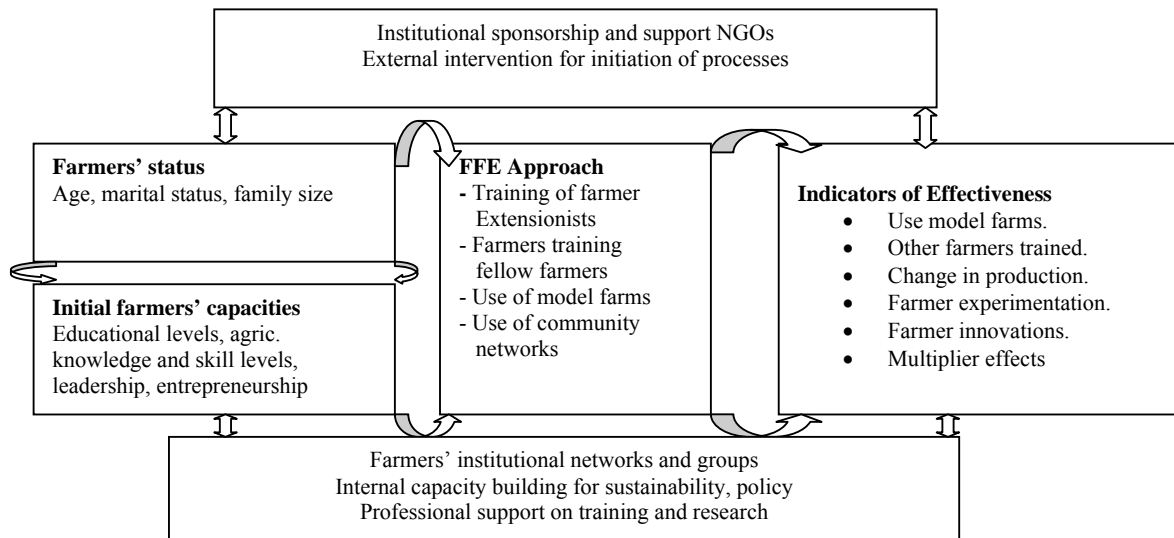 Institutional sponsorship and support NGOs
External intervention for initiation of processes
Farmers’ status
Age, marital status, family size
Initial farmers’ capacities
Educational levels, agric.
knowledge and skill levels,
leadership, entrepreneurship
FFE Approach
- Training of farmer
Extensionists
- Farmers training
fellow farmers
- Use of model farms
- Use of community
networks
Indicators of Effectiveness
• Use model farms.
• Other farmers trained.
• Change in production.
• Farmer experimentation.
• Farmer innovations.
• Multiplier effects
Farmers’ institutional networks and groups
Internal capacity building for sustainability, policy
Professional support on training and research